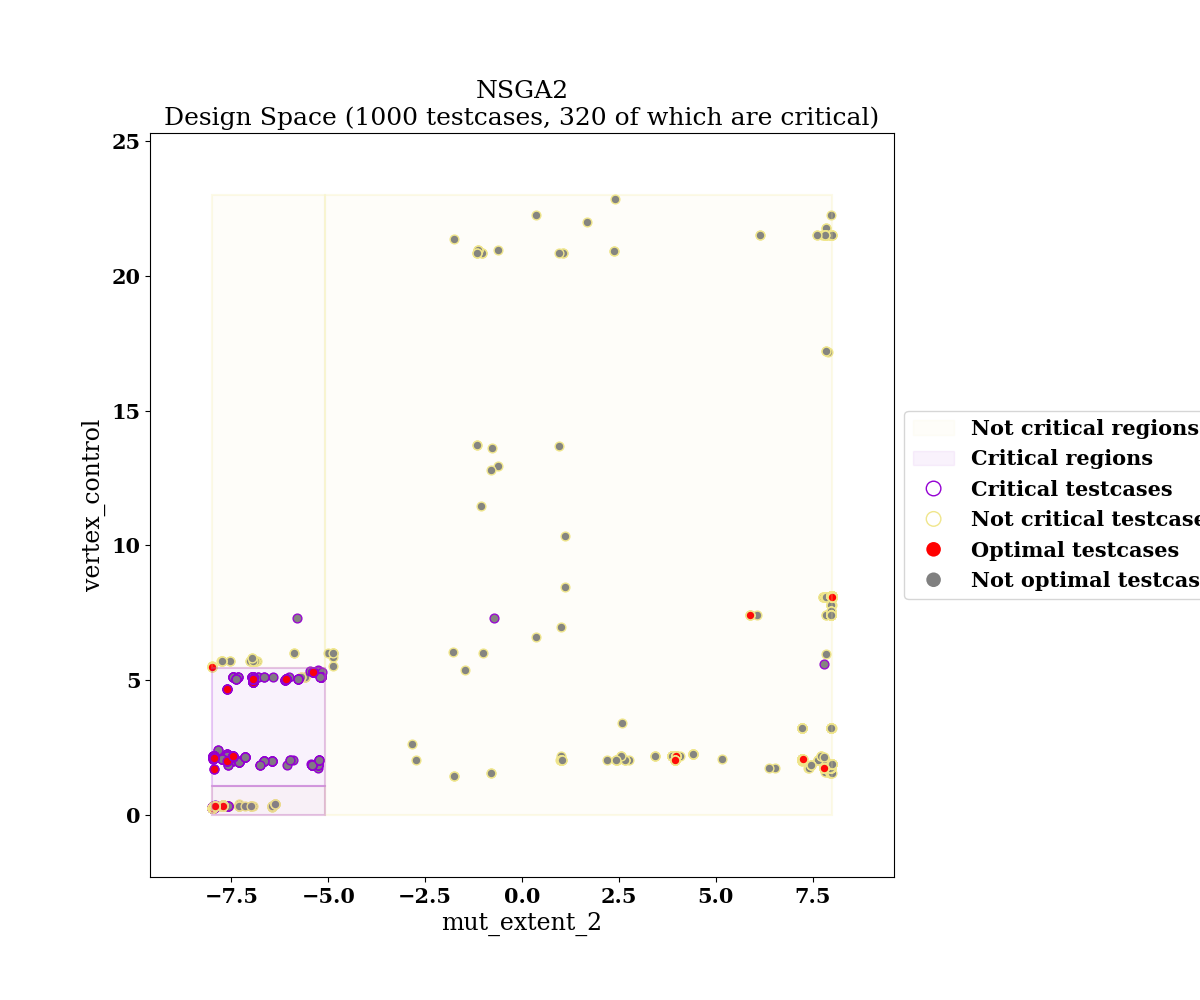 NSGA2
Design Space (1000 testcases, 320 of which are critical)
25
20
15
10
5
0
vertex_control
−7.5 −5.0 −2.5 0.0 2.5 5.0 7.5
mut_extent_2
Not critical regions
Critical regions
Critical testcases
Not critical testcase
Optimal testcases
Not optimal testcas